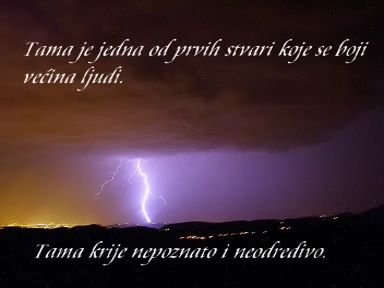 Tama je jedna od prvih stvari koje se boji
većina ljudi.
Tama krije nepoznato i neodredivo.